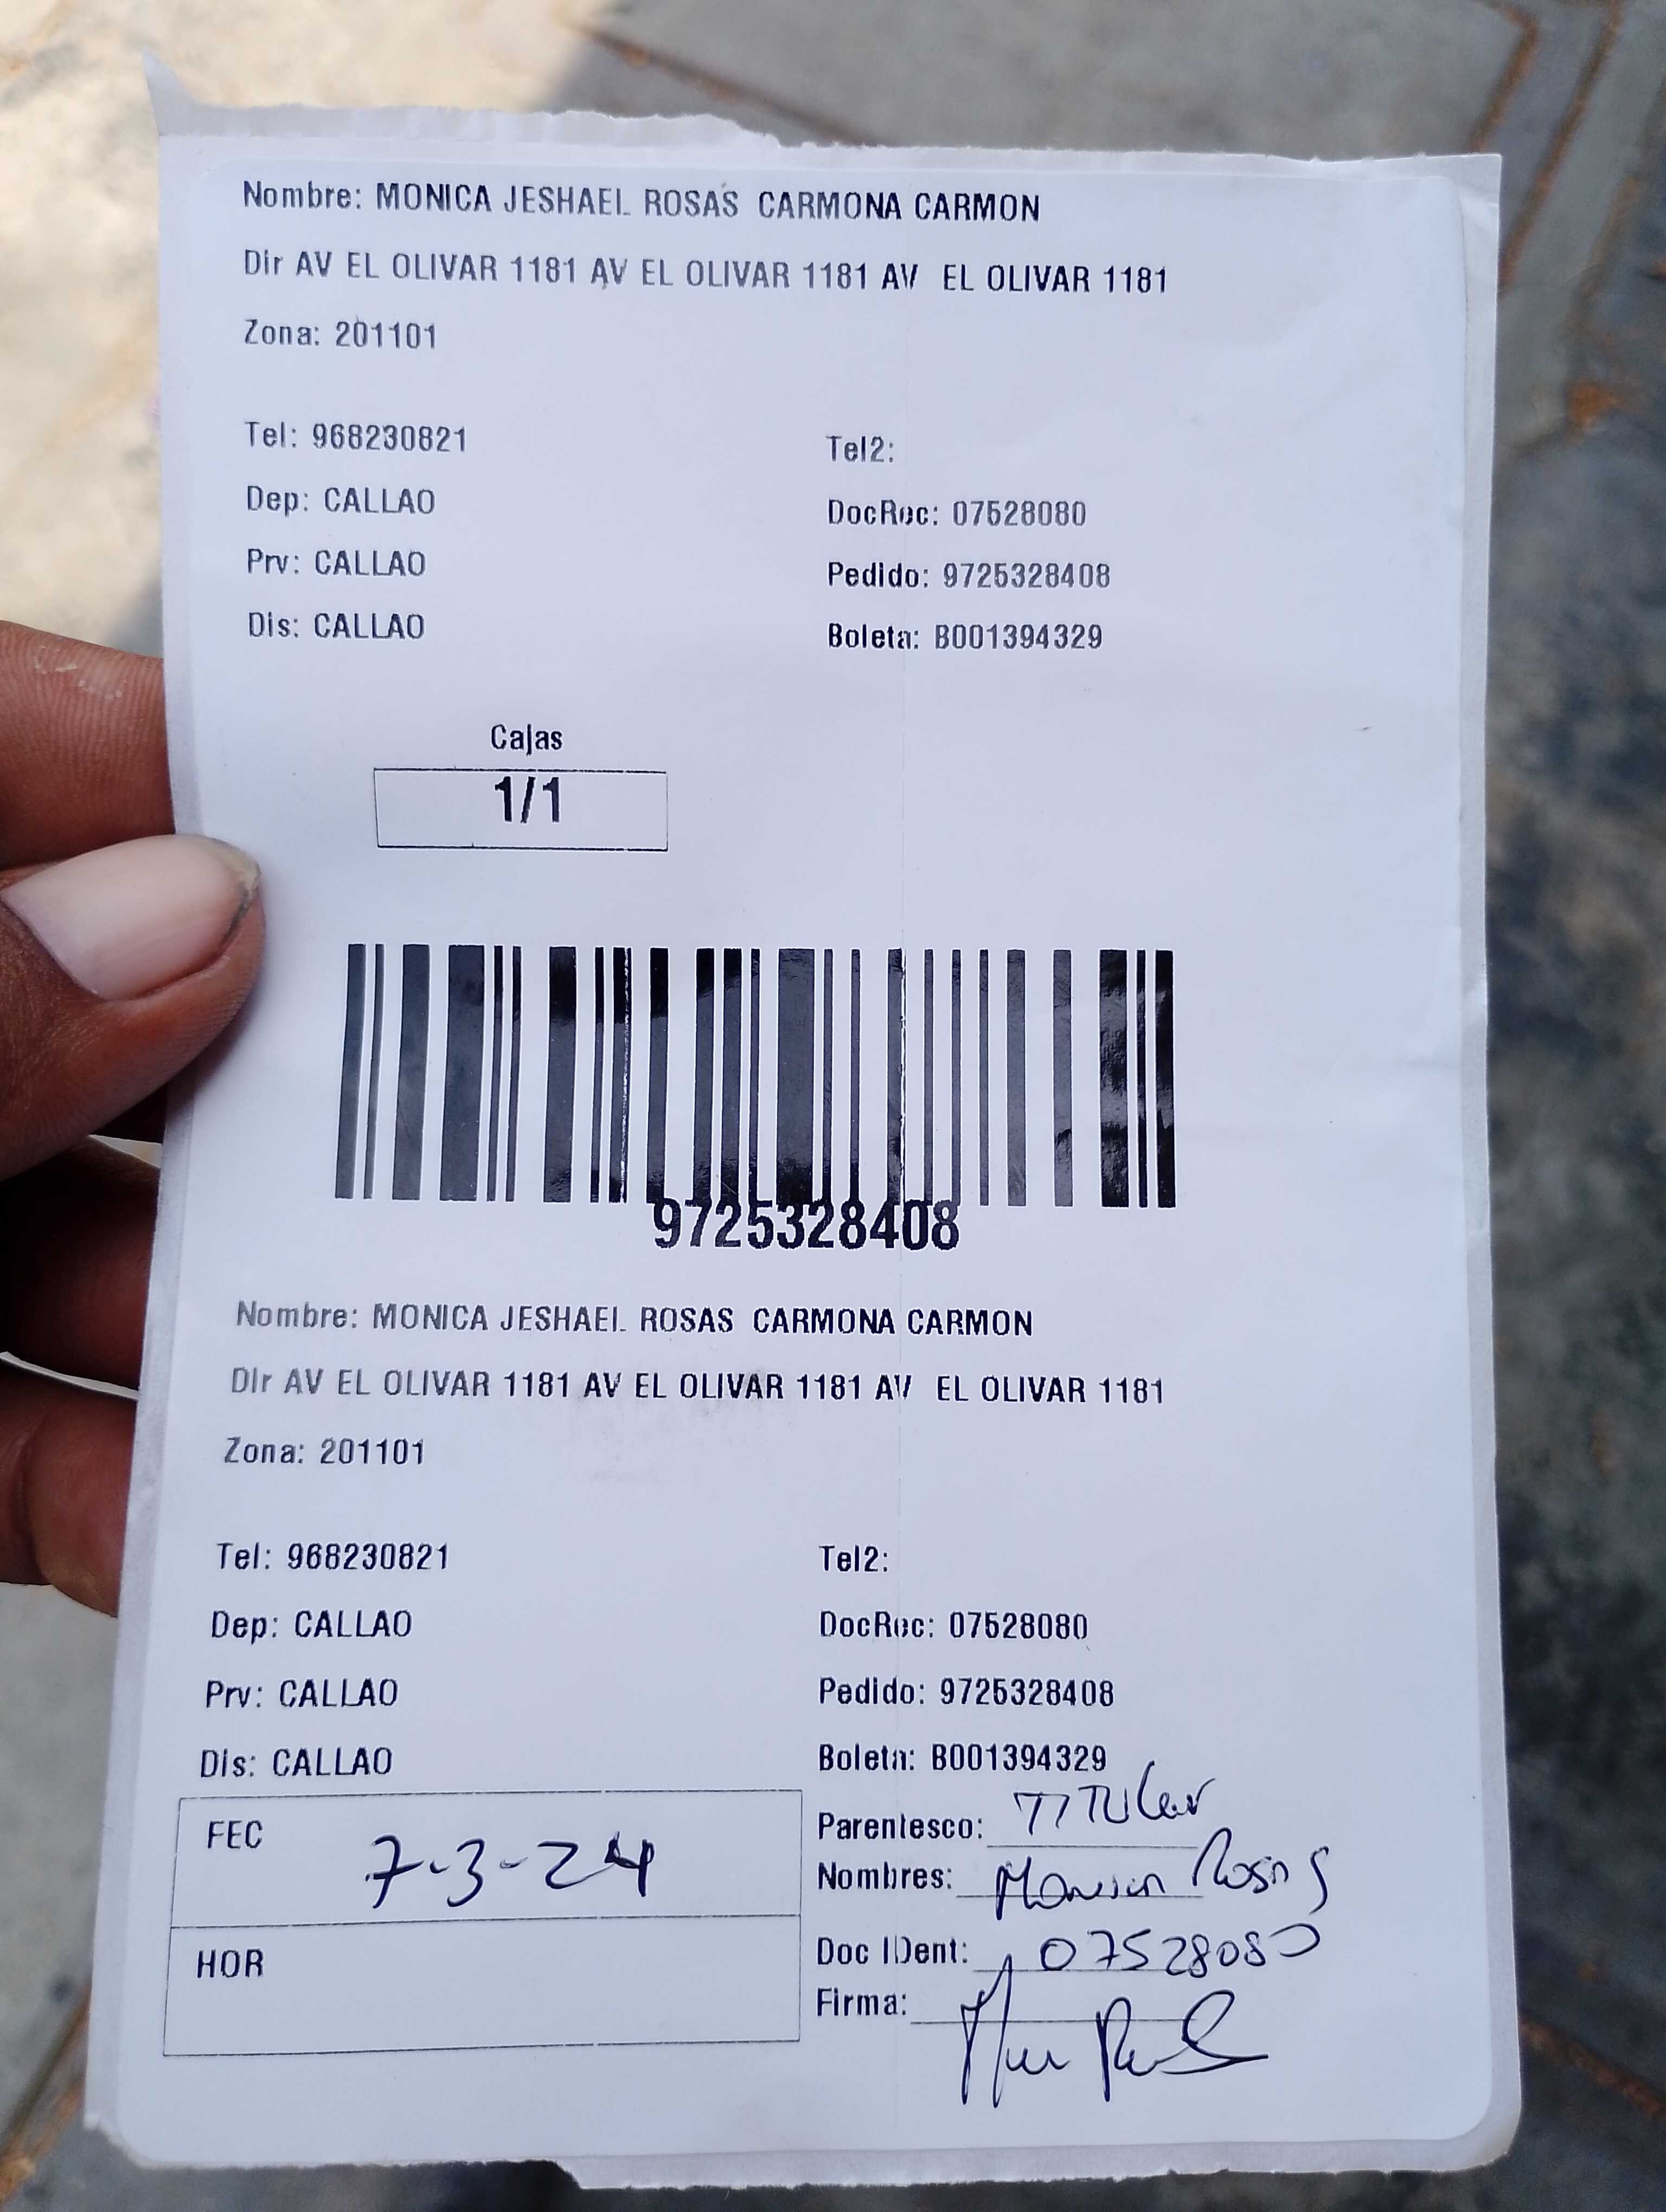 Nombre: MONICA JESHAEL ROSAS CARMONA CARMON
Dir AV EL OLIVAR 1181 AV EL OLIVAR 1181 AV EL OLIVAR 1181
Zona: 201101
Tel: 968230821
Tel2:
Dep: CALLAO
DocRec: 07528080
Prv: CALLAO
Pedido: 9725328408
Dis: CALLAO
Boleta: B001394329
Cajas
1/1
9725328408
Nombre: MONICA JESHAEL ROSAS CARMONA CARMON
Dir AV EL OLIVAR 1181 AV EL OLIVAR 1181 AV EL OLIVAR 1181
Zona: 201101
Tel: 968230821
Tel2:
Dep: CALLAO
DocRec: 07528080
Prv: CALLAO
Pedido: 9725328408
Dis: CALLAO
Boleta: B001394329
FEC 7-3-24
Parentesco: TITULar
Nombres: Rosas
HOR
Doc IDent: 07528080
Firma: